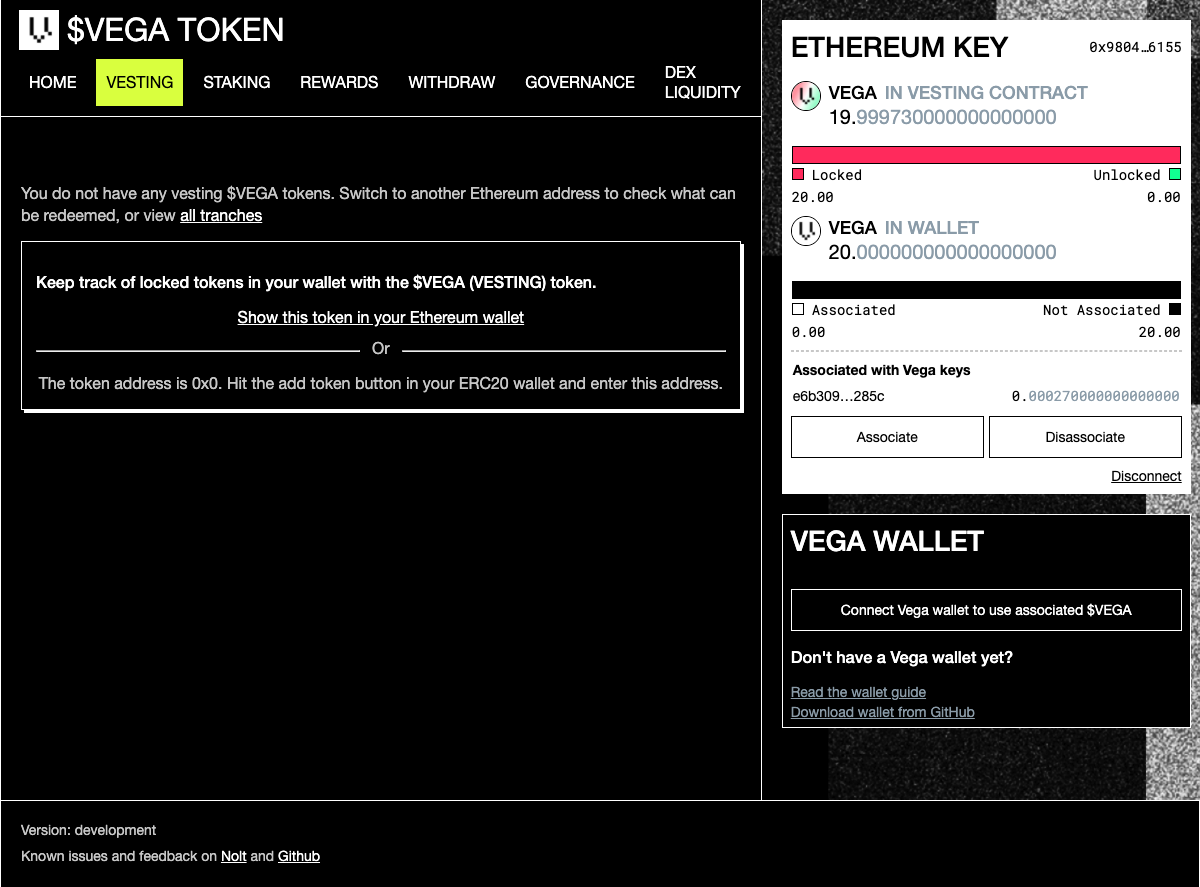 $VEGA TOKEN
HOME
VESTING
STAKING
REWARDS
WITHDRAW
GOVERNANCE
DEX
LIQUIDITY
You do not have any vesting $VEGA tokens. Switch to another Ethereum address to check what can
be redeemed, or view all tranches
Keep track of locked tokens in your wallet with the $VEGA (VESTING) token.
Show this token in your Ethereum wallet
Or
The token address is 0x0. Hit the add token button in your ERC20 wallet and enter this address.
ETHEREUM KEY
0x9804…6155
VEGA IN VESTING CONTRACT
19.999730000000000000
Locked
Unlocked
20.00
0.00
VEGA IN WALLET
20.000000000000000000
Associated
Not Associated
0.00
20.00
Associated with Vega keys
e6b309…285c
0.000270000000000000
Associate
Disassociate
Disconnect
VEGA WALLET
Connect Vega wallet to use associated $VEGA
Don't have a Vega wallet yet?
Read the wallet guide
Download wallet from GitHub
Version: development
Known issues and feedback on Nolt and Github